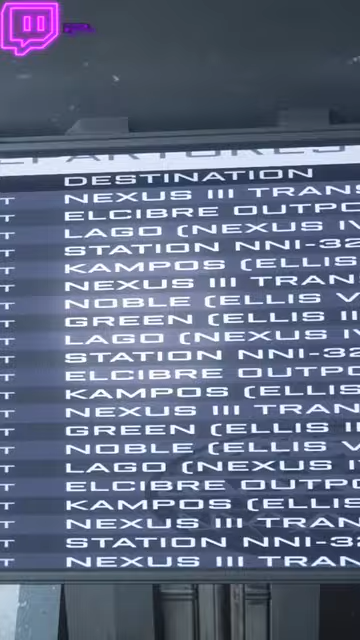 DEPARTURES
DESTINATION
T NEXUS III TRAN
T ELCIBRE OUTPO
T LAGO (NEXUS IV
T STATION NNI-32
T KAMPOS (ELLIS
T NEXUS III TRAN
T NOBLE (ELLIS V
T GREEN (ELLIS II
T LAGO (NEXUS I
T STATION NNI-32
T ELCIBRE OUTPO
T KAMPOS (ELLIS
T NEXUS III TRAN
T GREEN (ELLIS II
T NOBLE (ELLIS V
T LAGO (NEXUS I
T ELCIBRE OUTPO
T KAMPOS (ELLIS
T NEXUS III TRAN
T STATION NNI-32
T NEXUS III TRAN